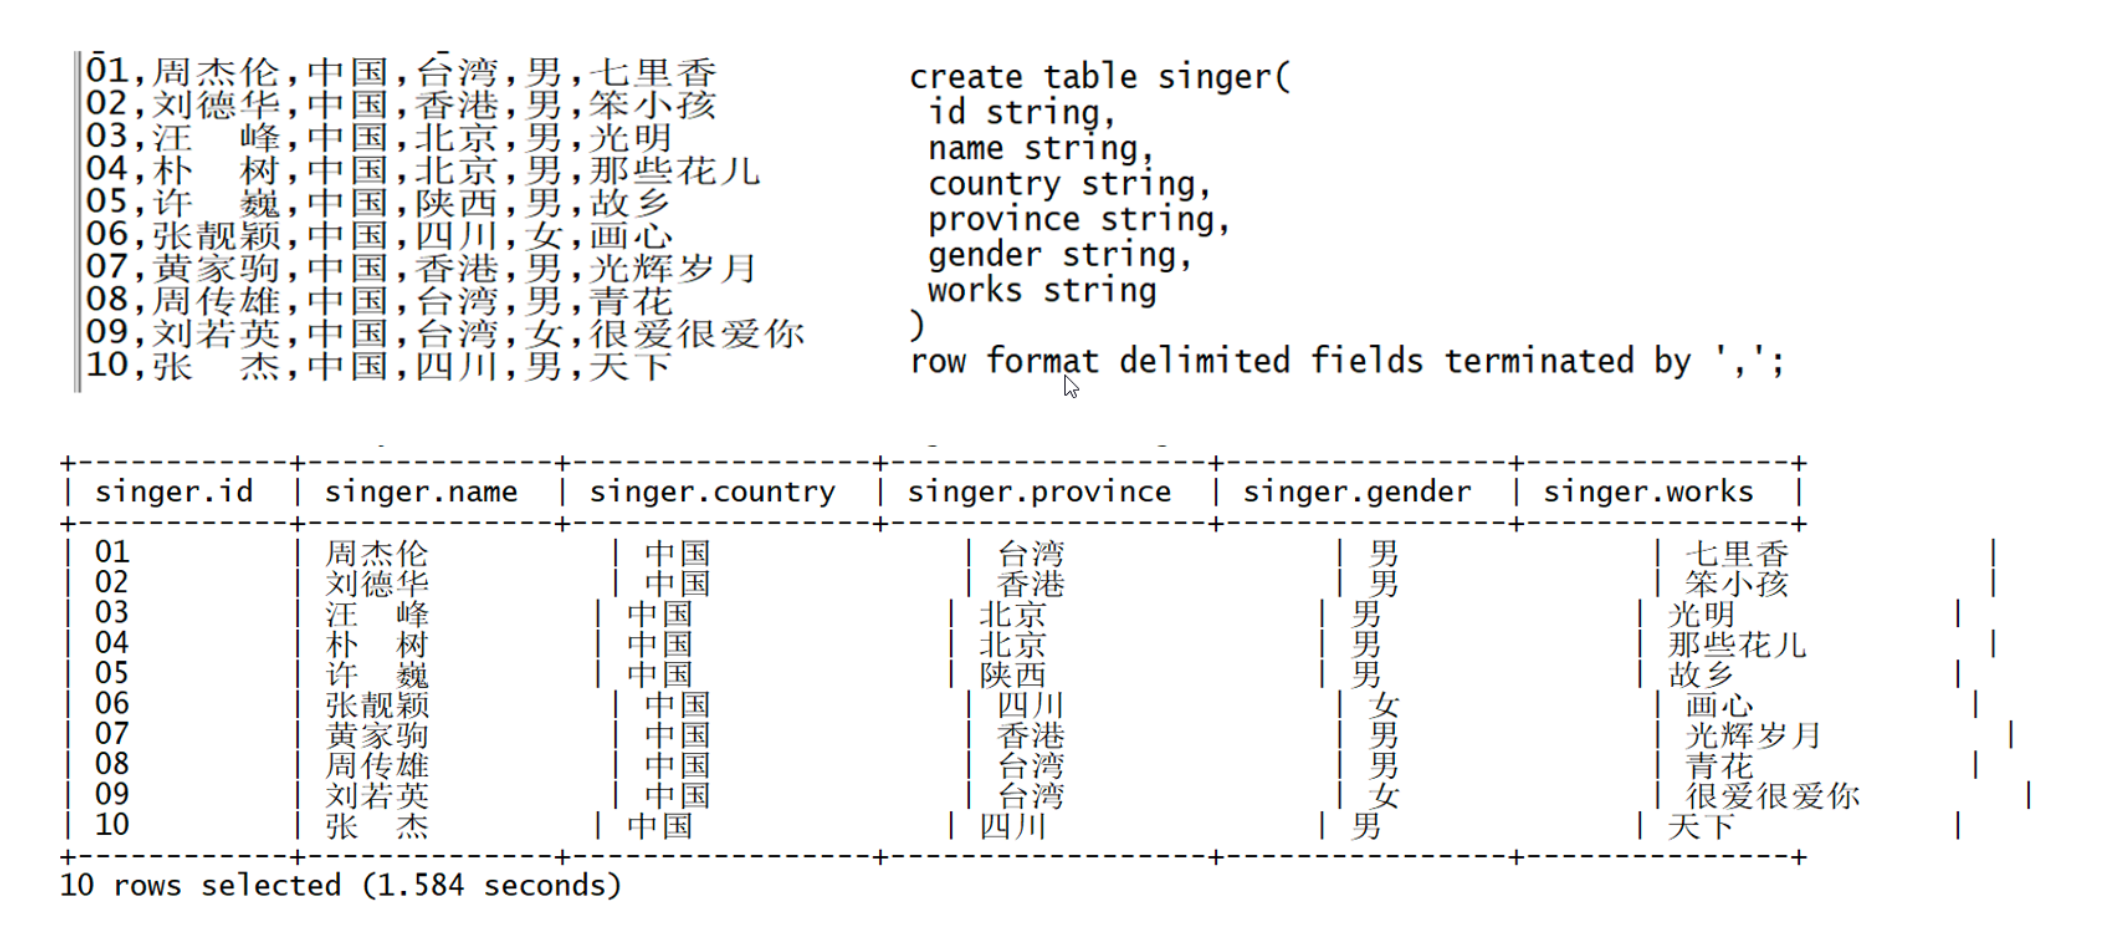 01,周杰伦,中国,台湾,男,七里香
02,刘德华,中国,香港,男,笨小孩
03,汪　峰,中国,北京,男,光明
04,朴　树,中国,北京,男,那些花儿
05,许　巍,中国,陕西,男,故乡
06,张靓颖,中国,四川,女,画心
07,黄家驹,中国,香港,男,光辉岁月
08,周传雄,中国,台湾,男,青花
09,刘若英,中国,台湾,女,很爱很爱你
10,张　杰,中国,四川,男,天下
create table singer(
id string,
name string,
country string,
province string,
gender string,
works string
)
row format delimited fields terminated by ',';
+------------+--------------+-----------------+------------------+----------------+---------------+
| singer.id | singer.name | singer.country | singer.province | singer.gender | singer.works |
+------------+--------------+-----------------+------------------+----------------+---------------+
| 01 | 周杰伦 | 中国 | 台湾 | 男 | 七里香 |
| 02 | 刘德华 | 中国 | 香港 | 男 | 笨小孩 |
| 03 | 汪　峰 | 中国 | 北京 | 男 | 光明 |
| 04 | 朴　树 | 中国 | 北京 | 男 | 那些花儿 |
| 05 | 许　巍 | 中国 | 陕西 | 男 | 故乡 |
| 06 | 张靓颖 | 中国 | 四川 | 女 | 画心 |
| 07 | 黄家驹 | 中国 | 香港 | 男 | 光辉岁月 |
| 08 | 周传雄 | 中国 | 台湾 | 男 | 青花 |
| 09 | 刘若英 | 中国 | 台湾 | 女 | 很爱很爱你 |
| 10 | 张　杰 | 中国 | 四川 | 男 | 天下 |
+------------+--------------+-----------------+------------------+----------------+---------------+
10 rows selected (1.584 seconds)